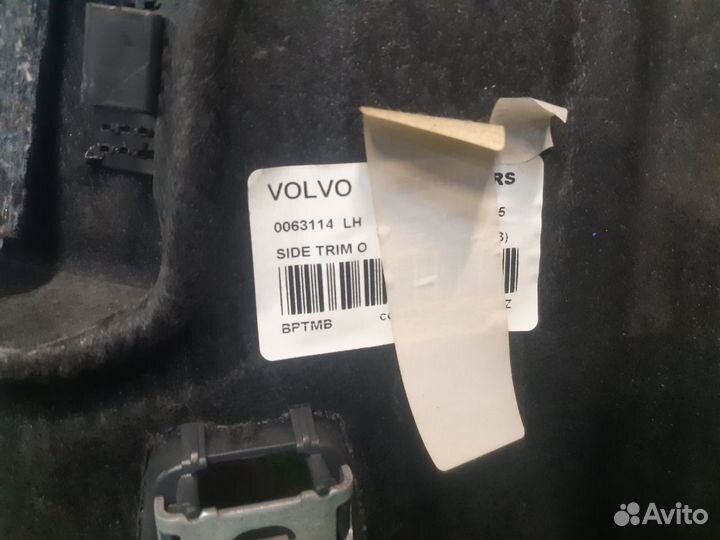 VOLVO RS
0063114 LH 5
SIDE TRIM O 3)
BPTMB Z
Avito